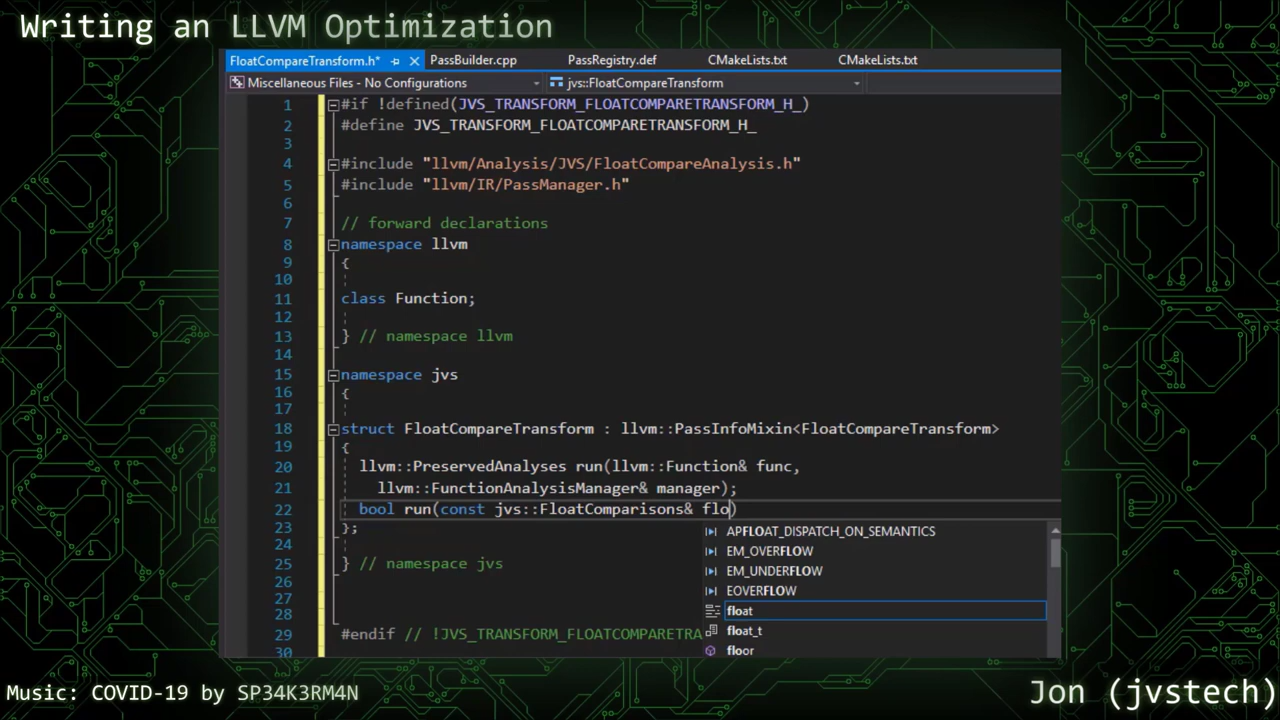 Writing an LLVM Optimization
FloatCompareTransform.h* PassBuilder.cpp PassRegistry.def CMakeLists.txt CMakeLists.txt
Miscellaneous Files - No Configurations jvs::FloatCompareTransform
1 #if !defined(JVS_TRANSFORM_FLOATCOMPARETRANSFORM_H_)
2 #define JVS_TRANSFORM_FLOATCOMPARETRANSFORM_H_
3
4 #include "llvm/Analysis/JVS/FloatCompareAnalysis.h"
5 #include "llvm/IR/PassManager.h"
6
7 // forward declarations
8 namespace llvm
9 {
10
11 class Function;
12
13 } // namespace llvm
14
15 namespace jvs
16 {
17
18 struct FloatCompareTransform : llvm::PassInfoMixin<FloatCompareTransform>
19 {
20 llvm::PreservedAnalyses run(llvm::Function& func,
21 llvm::FunctionAnalysisManager& manager);
22 bool run(const jvs::FloatComparisons& flo)
23 };
24
25 } // namespace jvs
26
27
28
29 #endif // !JVS_TRANSFORM_FLOATCOMPARETRA
30
APFLOAT_DISPATCH_ON_SEMANTICS
EM_OVERFLOW
EM_UNDERFLOW
EOVERFLOW
float
float_t
floor
Music: COVID-19 by SP34K3RM4N
Jon (jvstech)